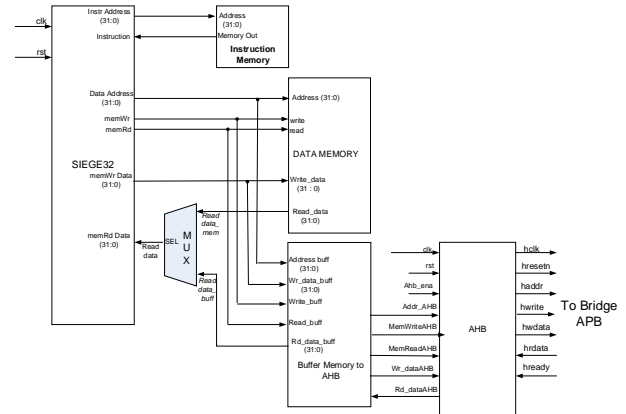 clk
rst
Instr Address
(31:0)
Instruction
Data Address
(31:0)
memWr
memRd
SIEGE32
memWr Data
(31:0)
memRd Data
(31:0)
Address
(31:0)
Memory Out
Instruction
Memory
Address (31:0)
write
read
DATA MEMORY
Write_data
(31 : 0)
Read_data
(31:0)
Read
data
SEL
M
U
X
Read
data_
mem
Read
data_
buff
Address buff
(31:0)
Wr_data_buff
(31:0)
Write_buff
Read_buff
Rd_data_buff
(31:0)
Buffer Memory to
AHB
clk
rst
Ahb_ena
Addr_AHB
MemWriteAHB
MemReadAHB
Wr_dataAHB
Rd_dataAHB
AHB
hclk
hresetn
haddr
hwrite
hwdata
hrdata
hready
To Bridge
APB